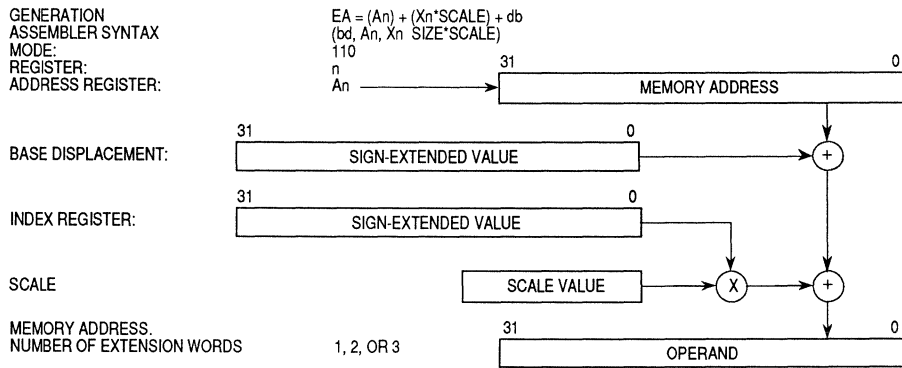 GENERATION EA = (An) + (Xn*SCALE) + db
ASSEMBLER SYNTAX (bd, An, Xn SIZE*SCALE)
MODE: 110
REGISTER: n 31 0
ADDRESS REGISTER: An MEMORY ADDRESS
31 0
BASE DISPLACEMENT: SIGN-EXTENDED VALUE +
31 0
INDEX REGISTER: SIGN-EXTENDED VALUE
SCALE SCALE VALUE X +
MEMORY ADDRESS. 31 0
NUMBER OF EXTENSION WORDS 1, 2, OR 3 OPERAND